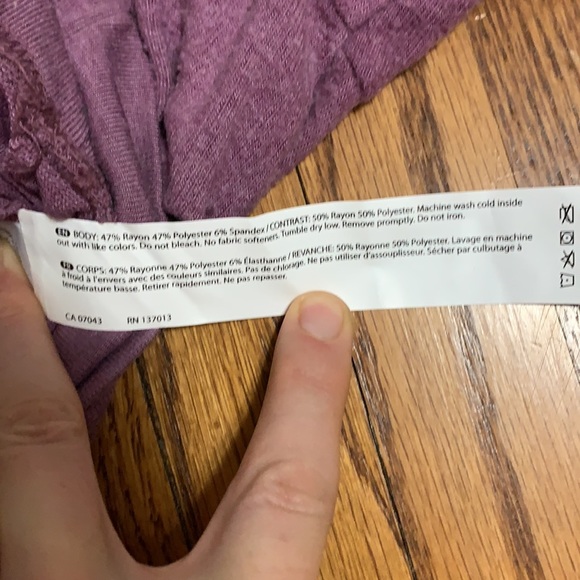 EN BODY: 47% Rayon 47% Polyester 6% Spandex / CONTRAST: 50% Rayon 50% Polyester. Machine wash cold inside
out with like colors. Do not bleach. No fabric softeners. Tumble dry low. Remove promptly. Do not iron.
FR CORPS: 47% Rayonne 47% Polyester 6% Élasthanne / REVANCHE: 50% Rayonne 50% Polyester. Lavage en machine
à froid à l'envers avec des couleurs similaires. Pas de chlorage. Ne pas utiliser d'assouplisseur. Sécher par culbutage à
température basse. Retirer rapidement. Ne pas repasser.
CA 07043 RN 137013